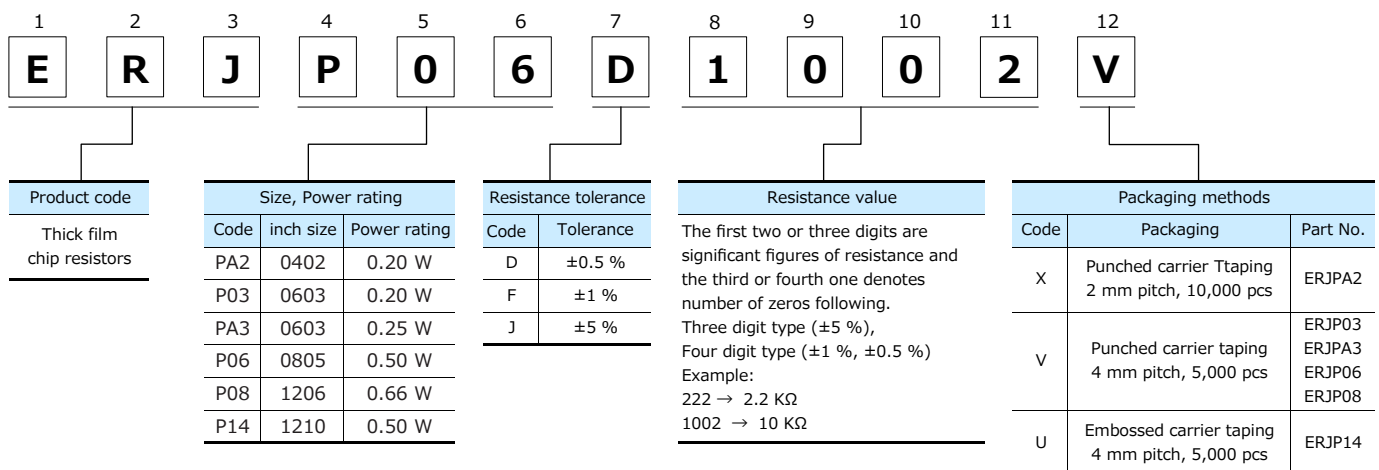 1 2 3 4 5 6 7 8 9 10 11 12
E R J P 0 6 D 1 0 0 2 V
Product code
Thick film
chip resistors
Size, Power rating
Code inch size Power rating
PA2 0402 0.20 W
P03 0603 0.20 W
PA3 0603 0.25 W
P06 0805 0.50 W
P08 1206 0.66 W
P14 1210 0.50 W
Resistance tolerance
Code Tolerance
D ±0.5 %
F ±1 %
J ±5 %
Resistance value
The first two or three digits are
significant figures of resistance and
the third or fourth one denotes
number of zeros following.
Three digit type (±5 %),
Four digit type (±1 %, ±0.5 %)
Example:
222 → 2.2 KΩ
1002 → 10 KΩ
Packaging methods
Code Packaging Part No.
X Punched carrier Ttaping
2 mm pitch, 10,000 pcs ERJPA2
V Punched carrier taping
4 mm pitch, 5,000 pcs
ERJP03
ERJPA3
ERJP06
ERJP08
U Embossed carrier taping
4 mm pitch, 5,000 pcs ERJP14